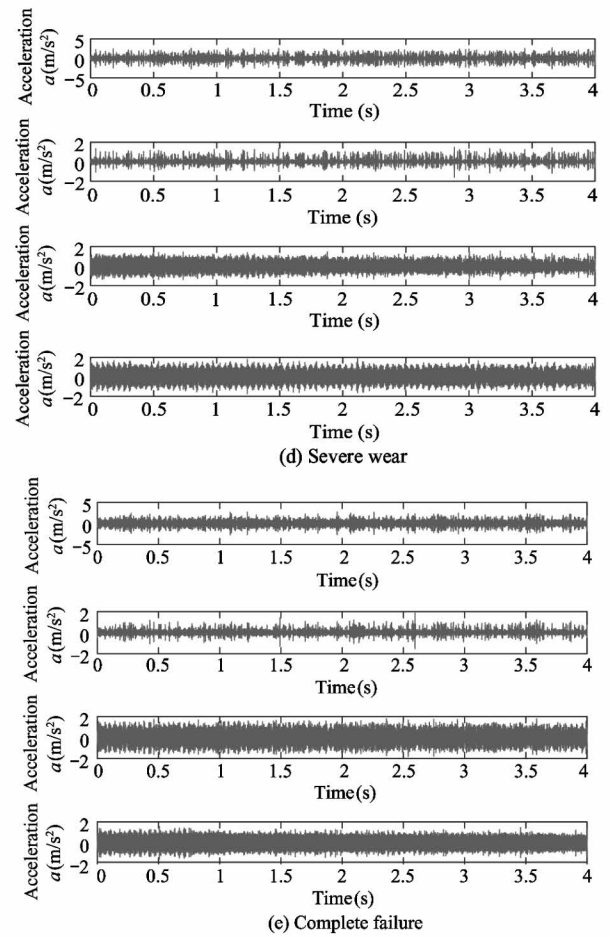 Acceleration
a(m/s²)
5
0
−5
0 0.5 1 1.5 2 2.5 3 3.5 4
Time (s)
Acceleration
a(m/s²)
2
0
−2
0 0.5 1 1.5 2 2.5 3 3.5 4
Time (s)
Acceleration
a(m/s²)
2
0
−2
0 0.5 1 1.5 2 2.5 3 3.5 4
Time (s)
Acceleration
a(m/s²)
2
0
−2
0 0.5 1 1.5 2 2.5 3 3.5 4
Time (s)
(d) Severe wear
Acceleration
a(m/s²)
5
0
−5
0 0.5 1 1.5 2 2.5 3 3.5 4
Time(s)
Acceleration
a(m/s²)
2
0
−2
0 0.5 1 1.5 2 2.5 3 3.5 4
Time(s)
Acceleration
a(m/s²)
2
0
−2
0 0.5 1 1.5 2 2.5 3 3.5 4
Time(s)
Acceleration
a(m/s²)
2
0
−2
0 0.5 1 1.5 2 2.5 3 3.5 4
Time(s)
(e) Complete failure